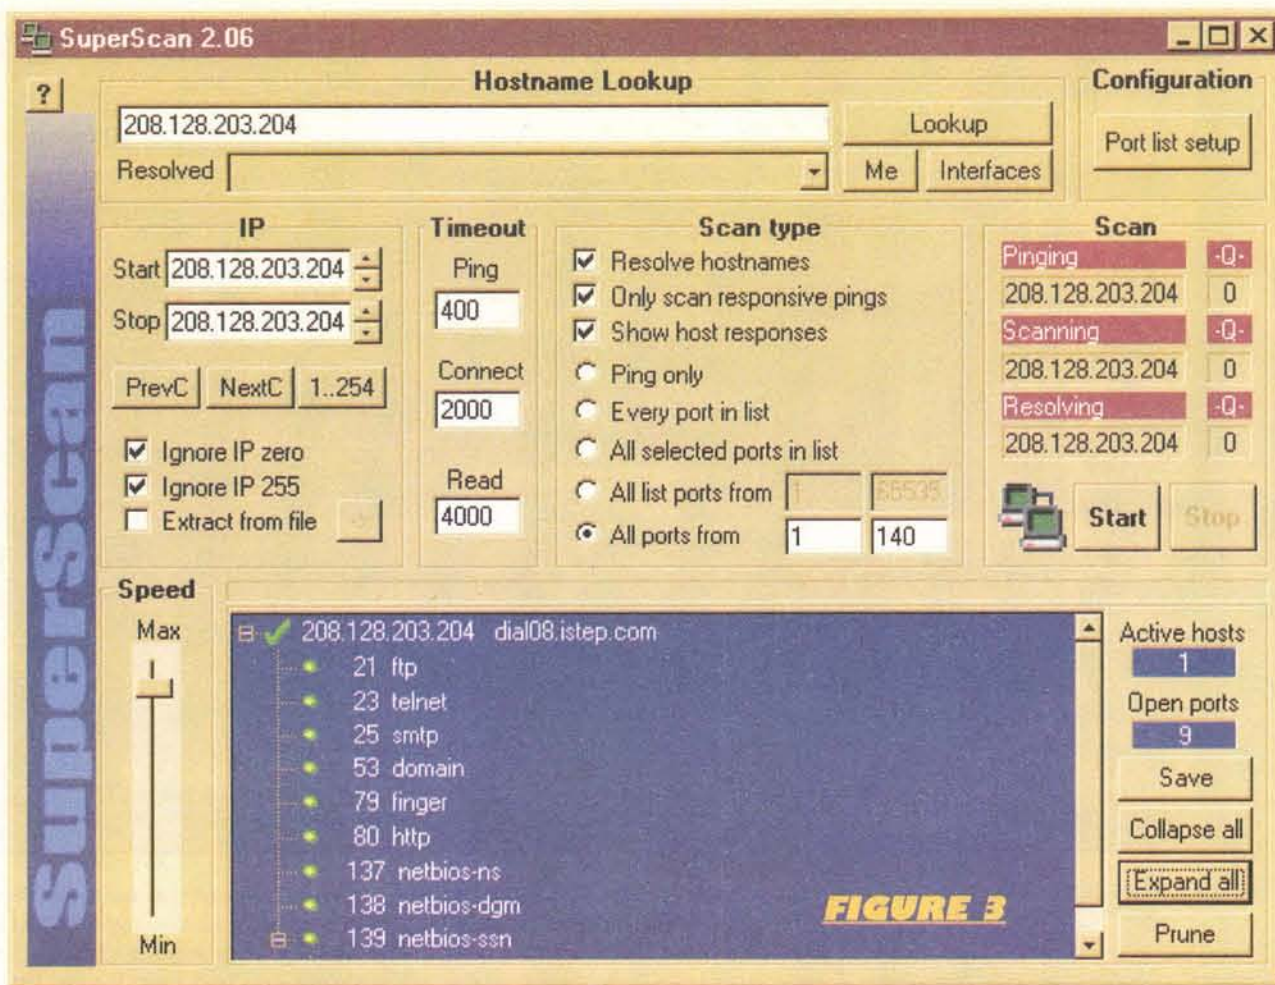 SuperScan 2.06
?
Hostname Lookup
208.128.203.204
Lookup
Resolved
Me
Interfaces
Configuration
Port list setup
IP
Start 208.128.203.204
Stop 208.128.203.204
PrevC
NextC
1..254
Ignore IP zero
Ignore IP 255
Extract from file
Timeout
Ping
400
Connect
2000
Read
4000
Scan type
Resolve hostnames
Only scan responsive pings
Show host responses
Ping only
Every port in list
All selected ports in list
All list ports from 1 65535
All ports from 1 140
Scan
Pinging -Q-
208.128.203.204 0
Scanning -Q-
208.128.203.204 0
Resolving -Q-
208.128.203.204 0
Start
Stop
SuperScan
Speed
Max
Min
208.128.203.204 dial08.istep.com
21 ftp
23 telnet
25 smtp
53 domain
79 finger
80 http
137 netbios-ns
138 netbios-dgm
139 netbios-ssn
FIGURE 3
Active hosts
1
Open ports
9
Save
Collapse all
Expand all
Prune